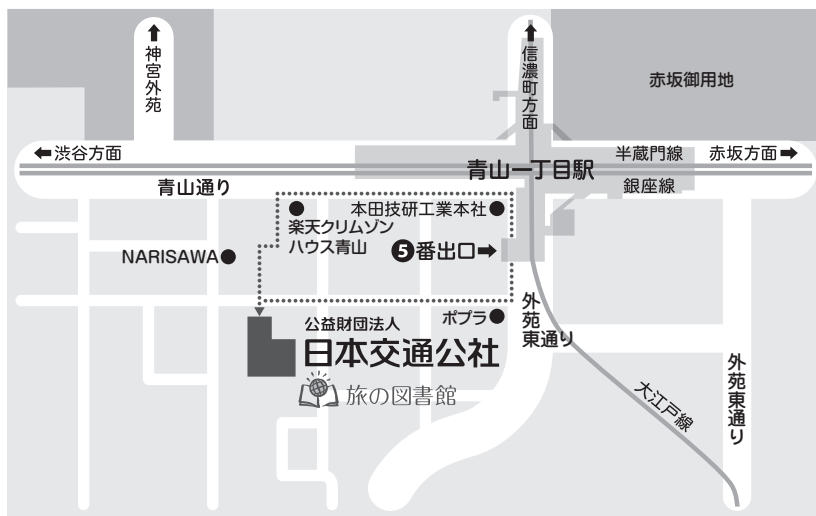 神宮外苑
信濃町方面
赤坂御用地
渋谷方面
青山一丁目駅
半蔵門線
赤坂方面
青山通り
銀座線
本田技研工業本社
楽天クリムゾン
ハウス青山
NARISAWA
5番出口
外苑
東通り
ポプラ
公益財団法人
日本交通公社
旅の図書館
大江戸線
外苑東通り